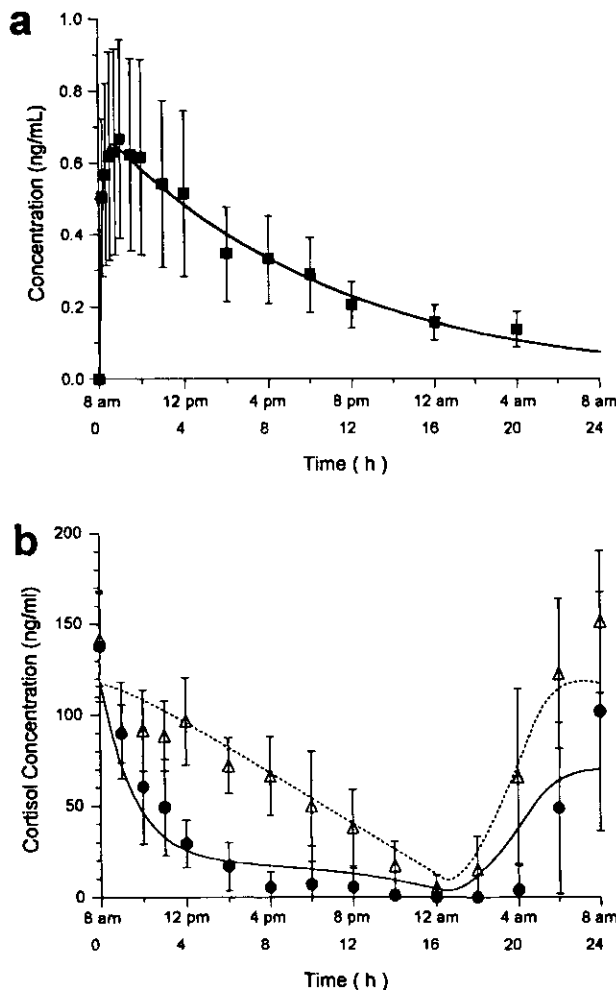 a
1.0
0.8
0.6
0.4
0.2
0.0
Concentration (ng/mL)
8 am 12 pm 4 pm 8 pm 12 am 4 am 8 am
0 4 8 12 16 20 24
Time ( h )
b
200
150
100
50
0
Cortisol Concentration (ng/ml)
8 am 12 pm 4 pm 8 pm 12 am 4 am 8 am
0 4 8 12 16 20 24
Time ( h )